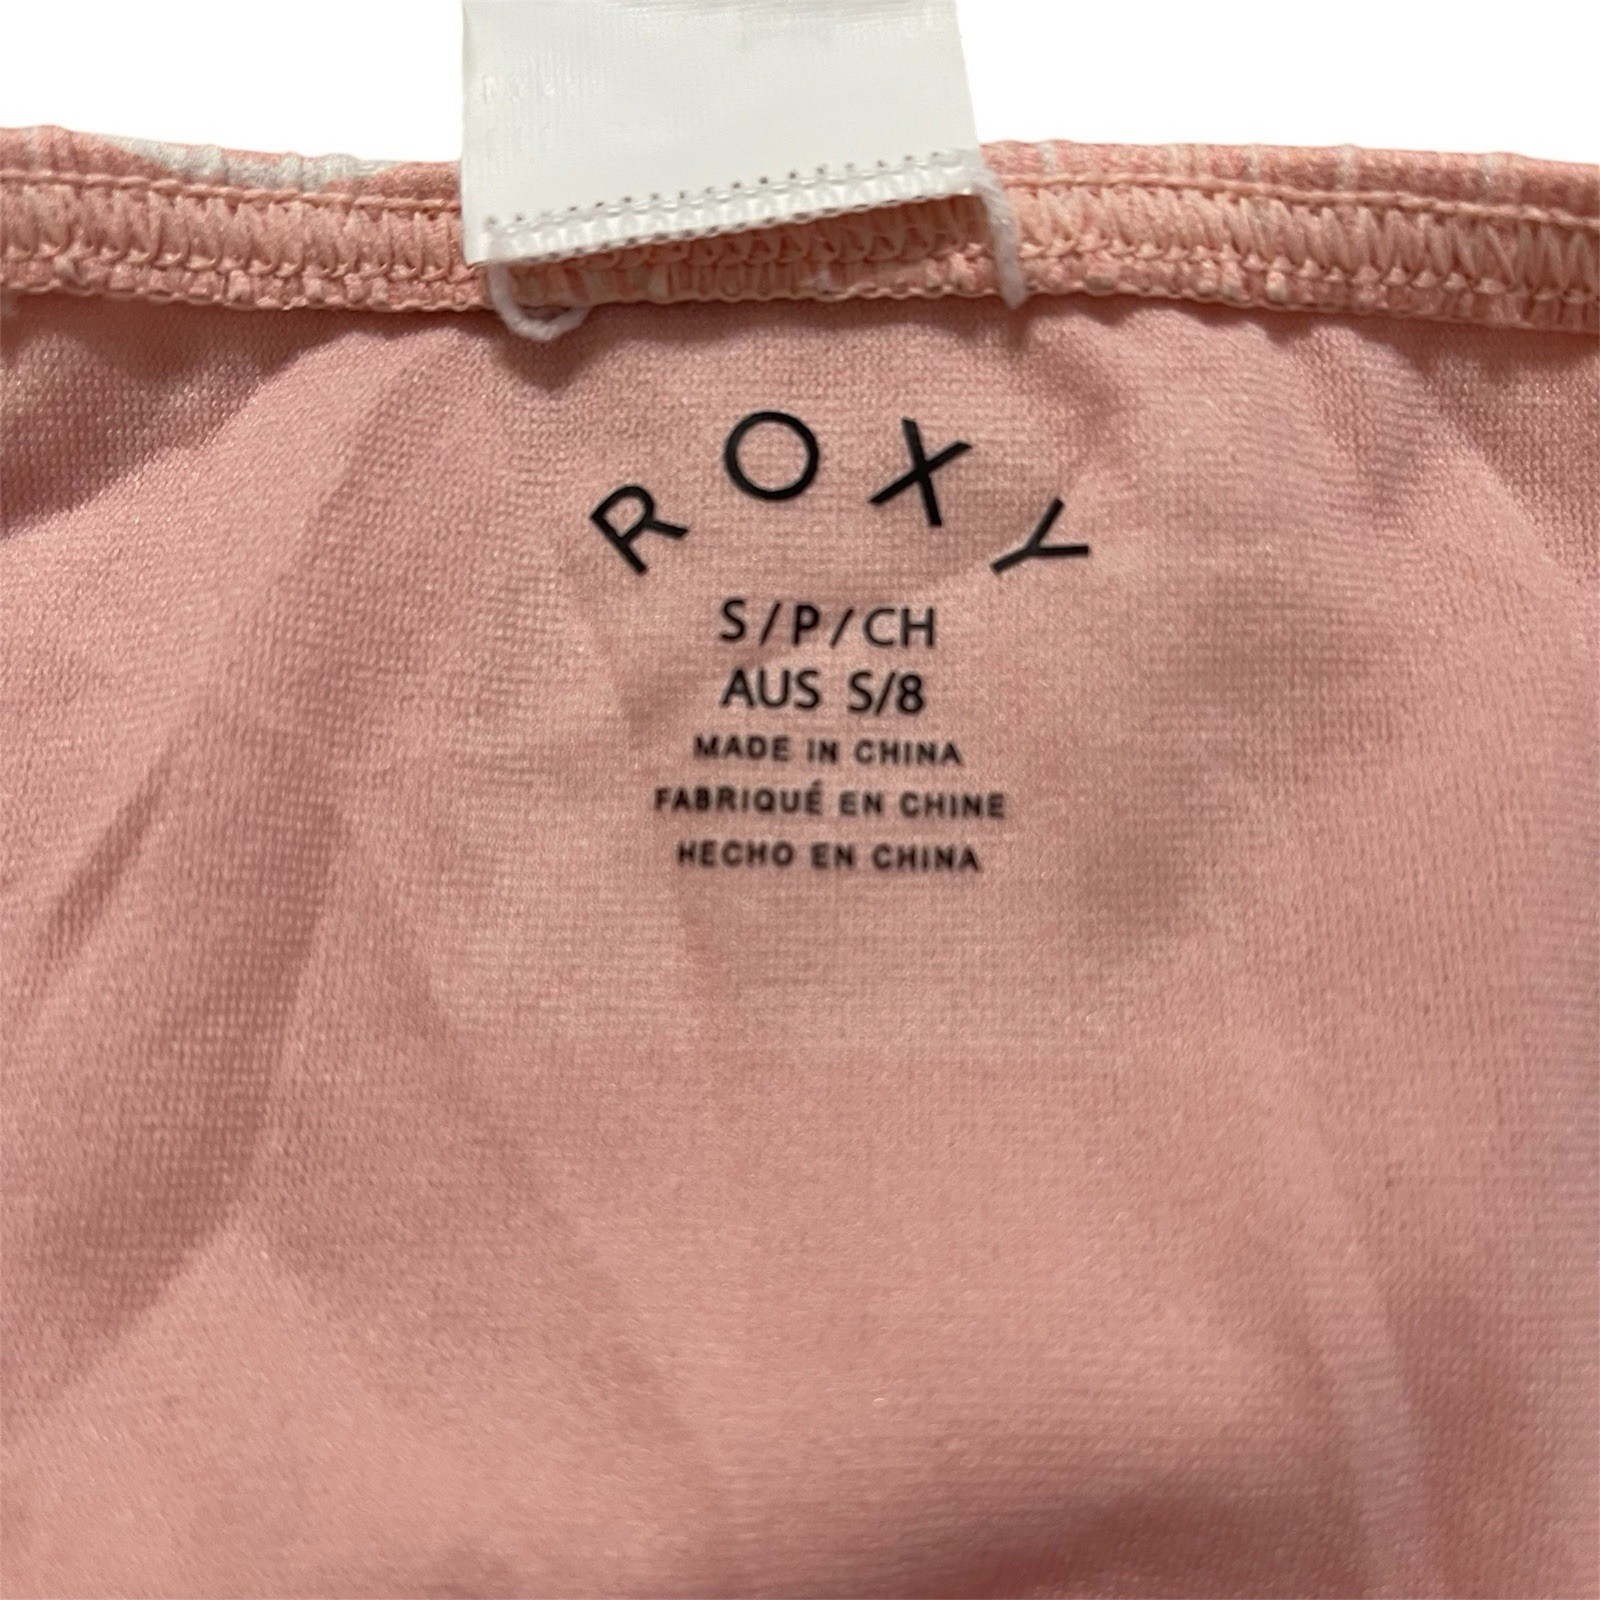 ROXY
S/P/CH
AUS S/8
MADE IN CHINA
FABRIQUÉ EN CHINE
HECHO EN CHINA